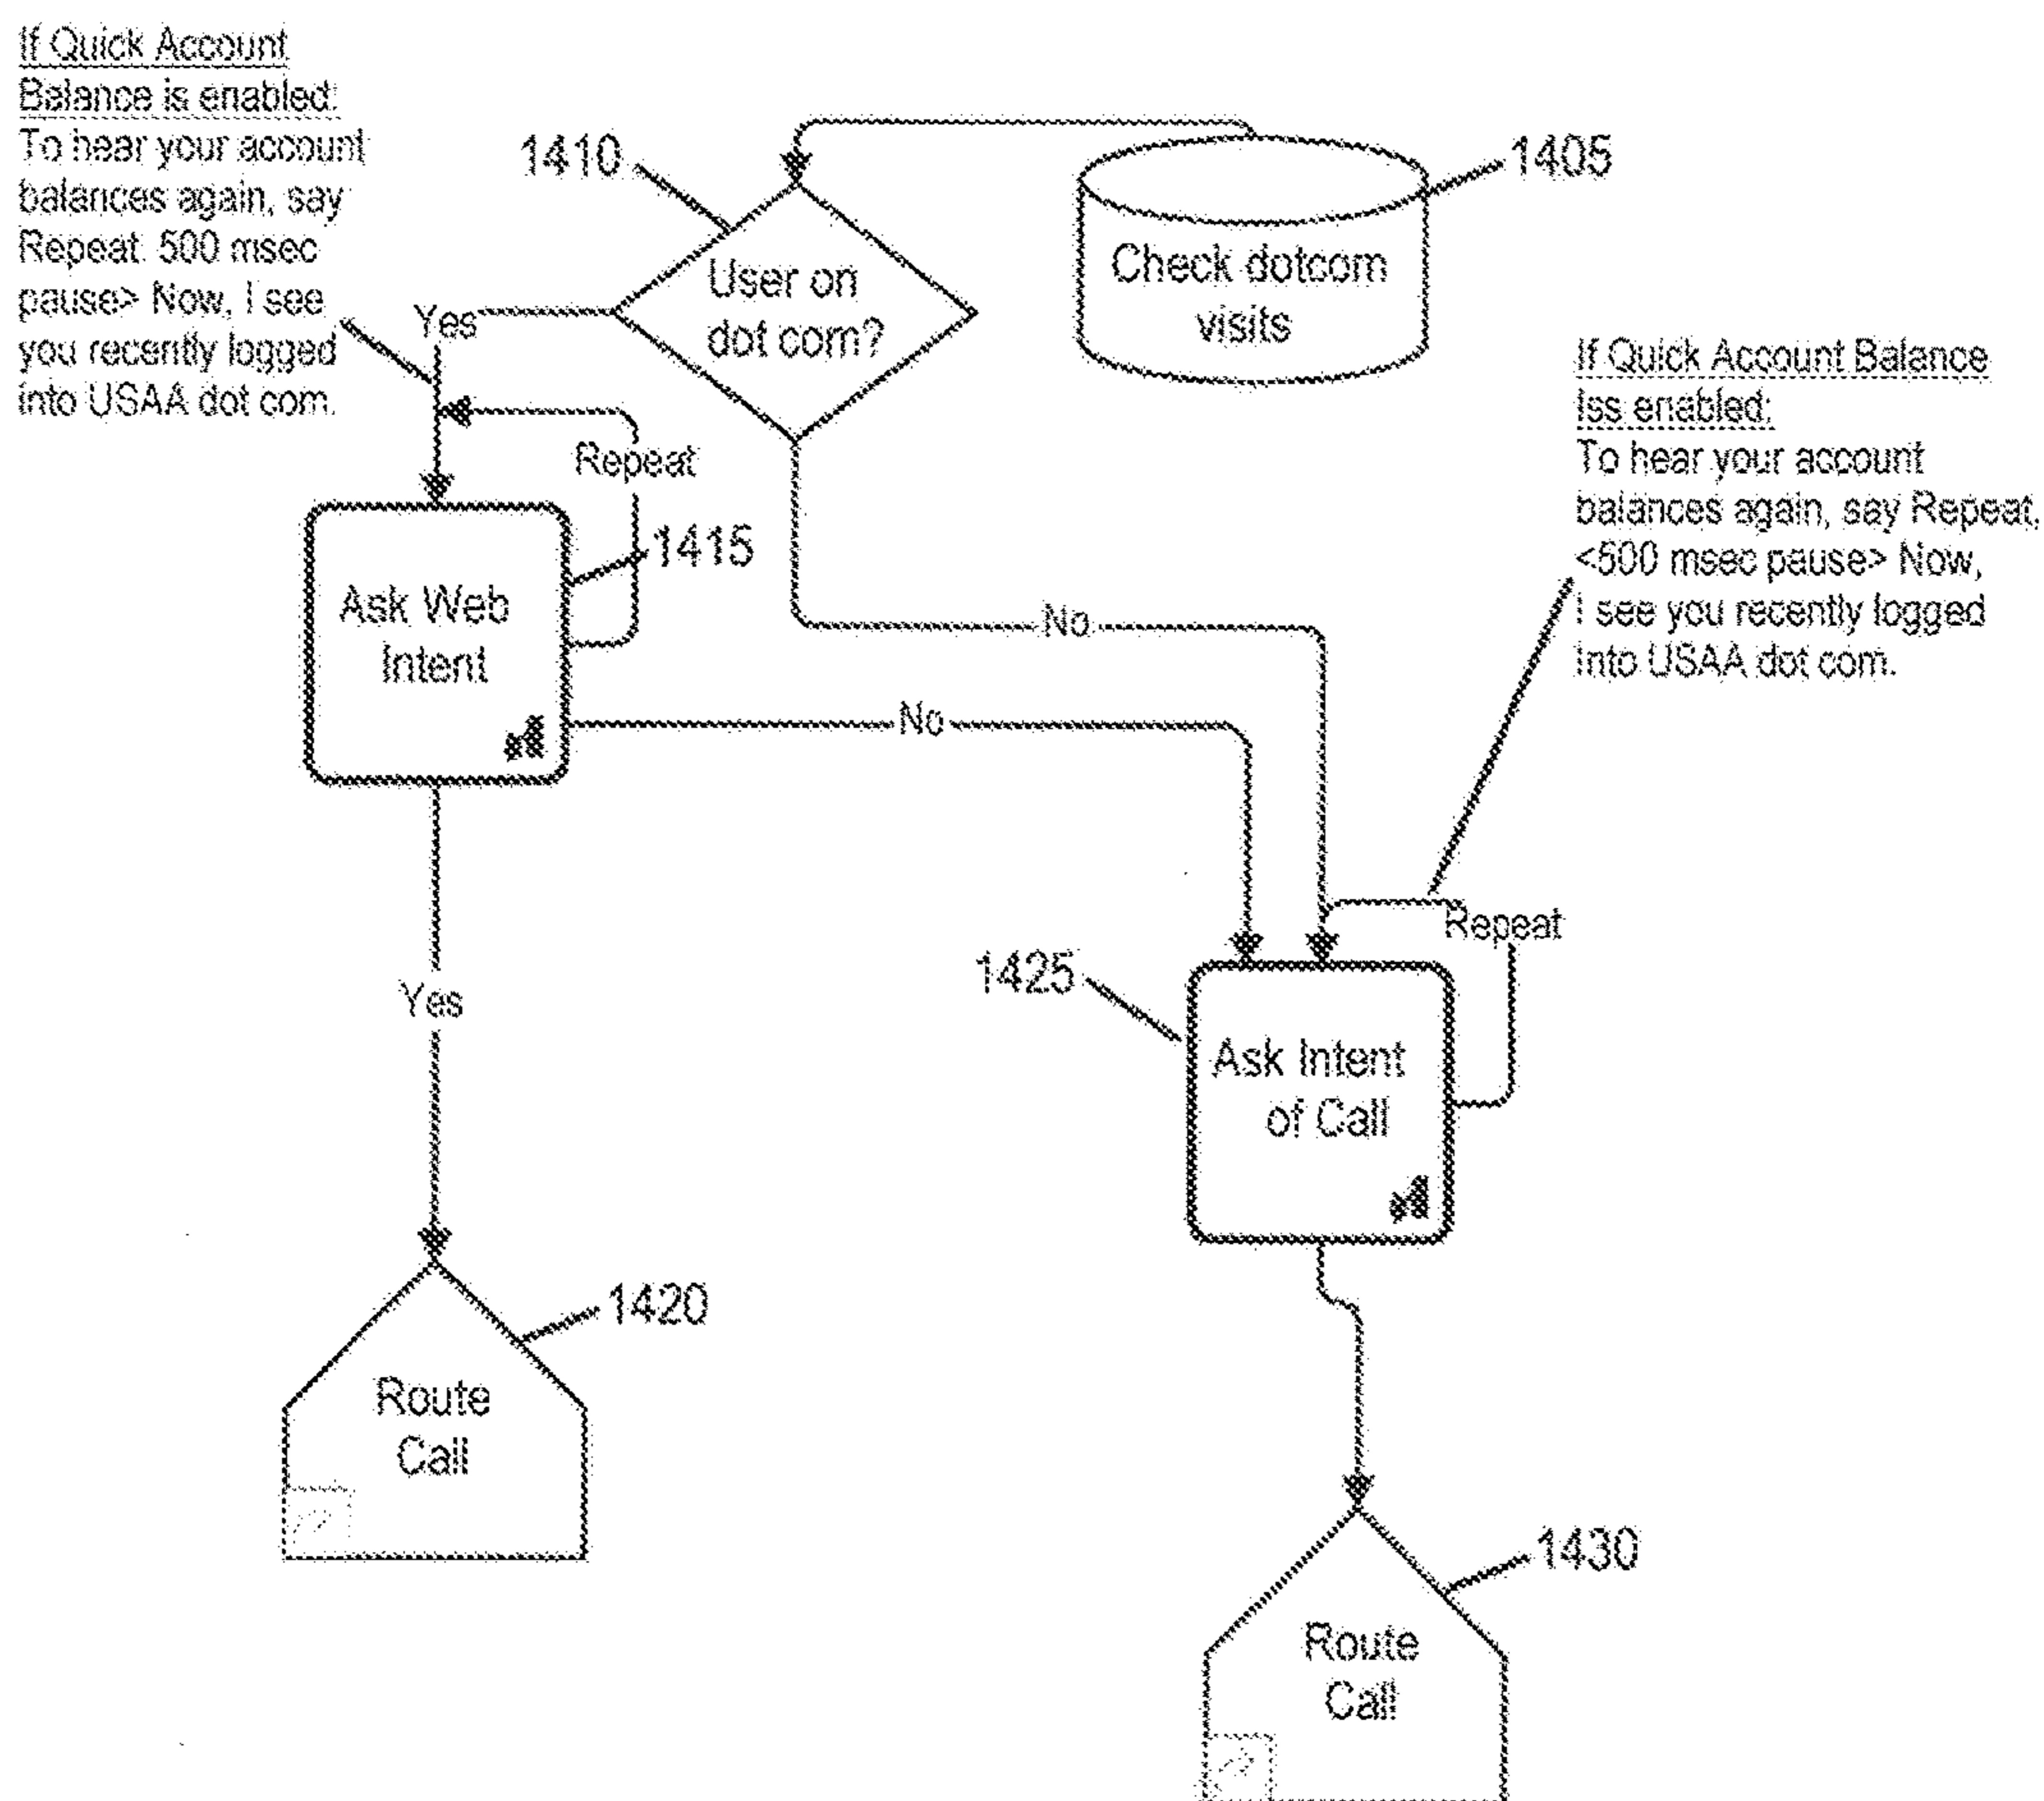 If Quick Account
Balance is enabled:
To hear your account
balances again, say
Repeat. 500 msec
pause> Now, I see
you recently logged
into USAA dot com.
1410
1405
User on
dot com?
Check dotcom
visits
Yes
Repeat
1415
Ask Web
Intent
No
No
If Quick Account Balance
Iss enabled:
To hear your account
balances again, say Repeat,
<500 msec pause> Now,
I see you recently logged
into USAA dot com.
Repeat
1425
Ask Intent
of Call
Yes
1420
Route
Call
1430
Route
Call